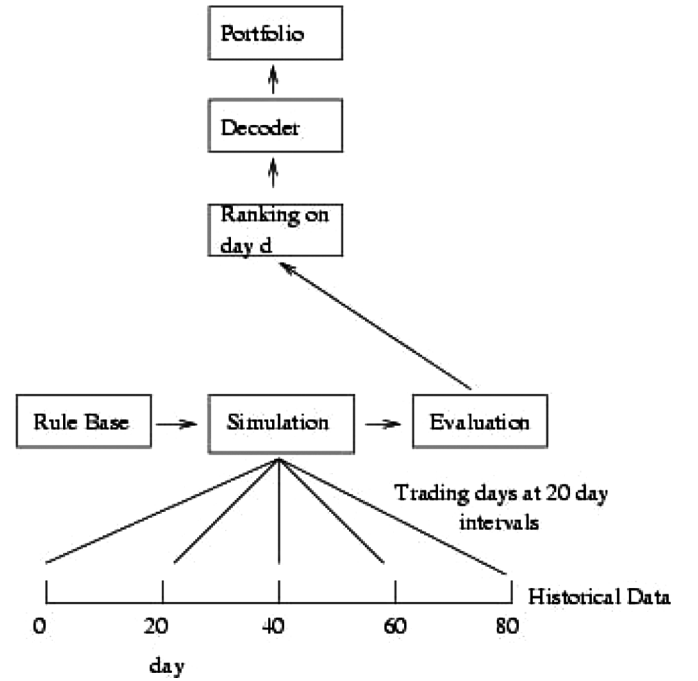 Portfolio
Decoder
Ranking on
day d
Rule Base
Simulation
Evaluation
Trading days at 20 day
intervals
Historical Data
0 20 40 60 80
day